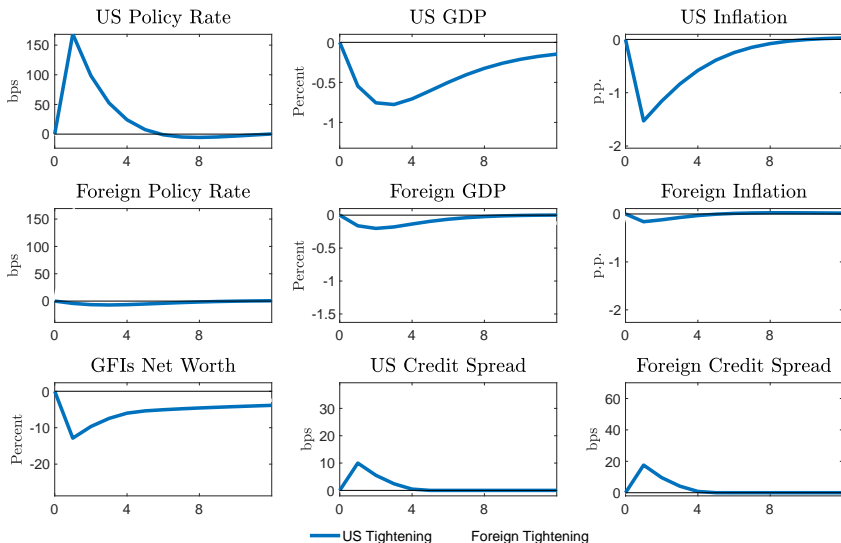 US Policy Rate US GDP US Inflation
150
100
50
0
bps
0 4 8
0
-0.5
-1
Percent
0 4 8
0
-1
-2
p.p.
0 4 8
Foreign Policy Rate Foreign GDP Foreign Inflation
150
100
50
0
bps
0 4 8
0
-0.5
-1
-1.5
Percent
0 4 8
0
-1
-2
p.p.
0 4 8
GFIs Net Worth US Credit Spread Foreign Credit Spread
0
-10
-20
Percent
0 4 8
30
20
10
0
bps
0 4 8
60
40
20
0
bps
0 4 8
US Tightening Foreign Tightening